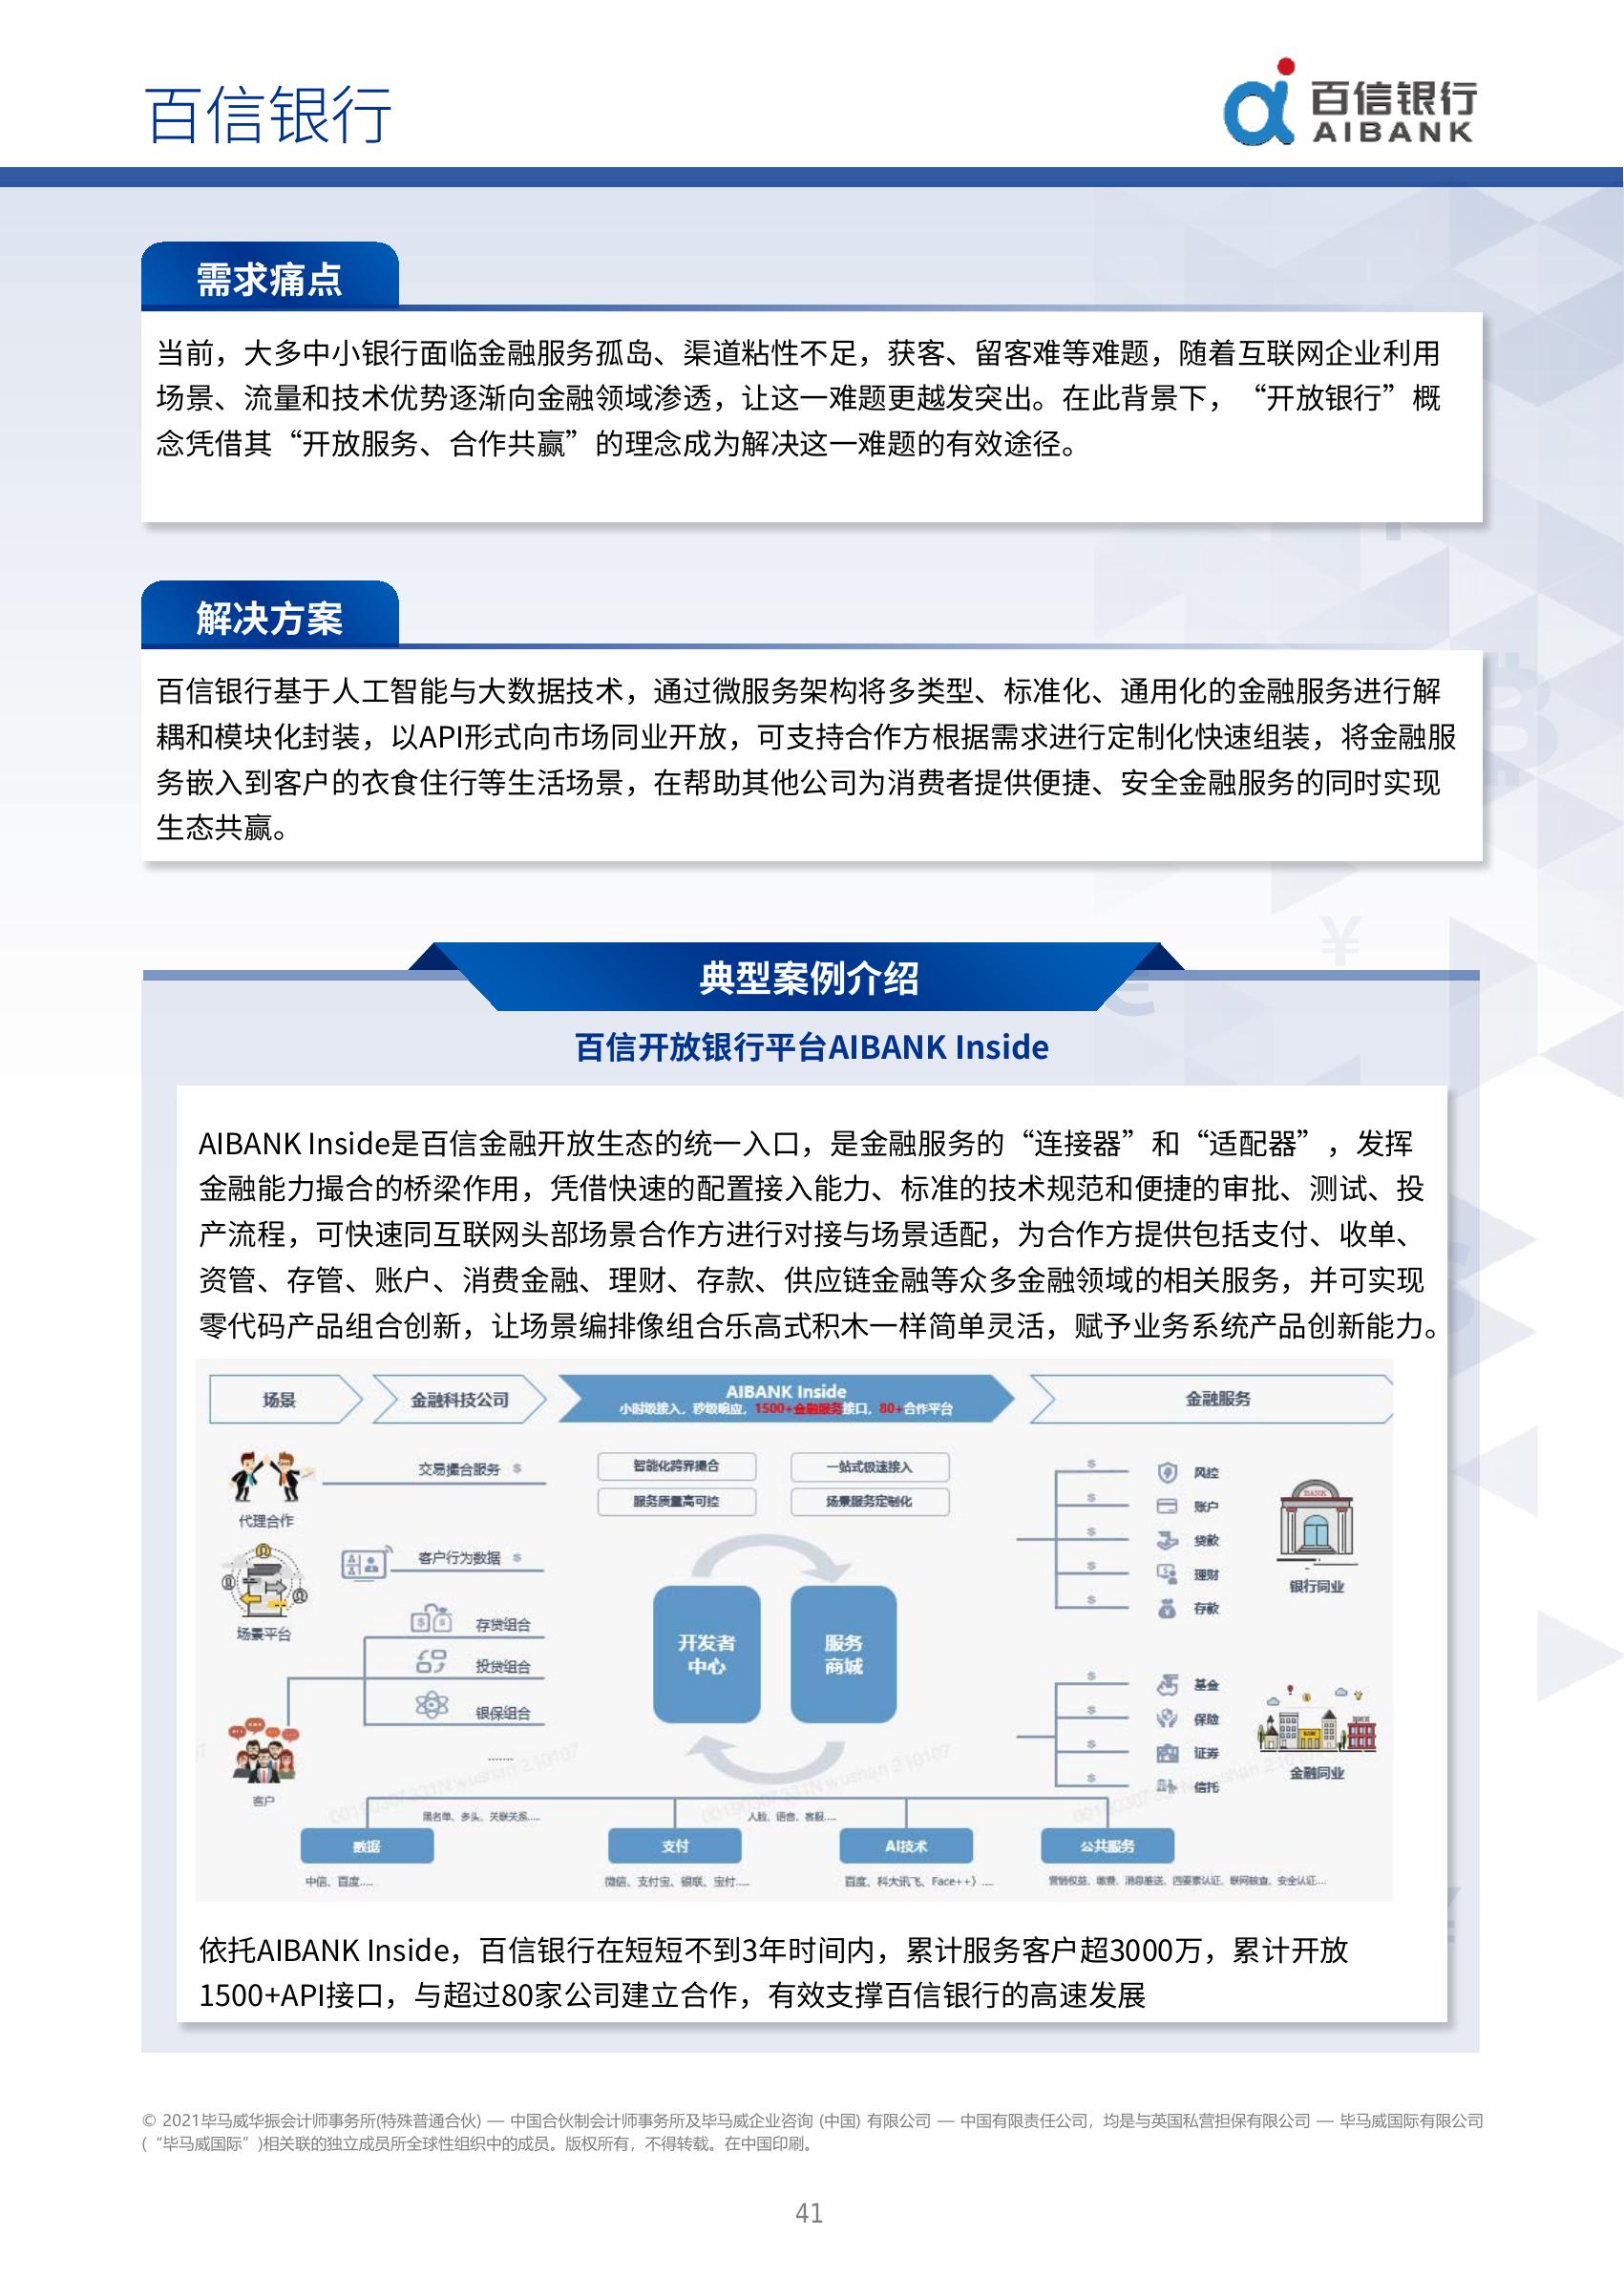 百信银行
百信银行
AIBANK
需求痛点
当前，大多中小银行面临金融服务孤岛、渠道粘性不足，获客、留客难等难题，随着互联网企业利用
场景、流量和技术优势逐渐向金融领域渗透，让这一难题更越发突出。在此背景下，“开放银行”概
念凭借其“开放服务、合作共赢”的理念成为解决这一难题的有效途径。
解决方案
百信银行基于人工智能与大数据技术，通过微服务架构将多类型、标准化、通用化的金融服务进行解
耦和模块化封装，以API形式向市场同业开放，可支持合作方根据需求进行定制化快速组装，将金融服
务嵌入到客户的衣食住行等生活场景，在帮助其他公司为消费者提供便捷、安全金融服务的同时实现
生态共赢。
典型案例介绍
百信开放银行平台AIBANK Inside
AIBANK Inside是百信金融开放生态的统一入口，是金融服务的“连接器”和“适配器”，发挥
金融能力撮合的桥梁作用，凭借快速的配置接入能力、标准的技术规范和便捷的审批、测试、投
产流程，可快速同互联网头部场景合作方进行对接与场景适配，为合作方提供包括支付、收单、
资管、存管、账户、消费金融、理财、存款、供应链金融等众多金融领域的相关服务，并可实现
零代码产品组合创新，让场景编排像组合乐高式积木一样简单灵活，赋予业务系统产品创新能力。
场景
金融科技公司
AIBANK Inside
小时级接入，秒级响应，1500+金融服务接口，80+合作平台
金融服务
代理合作
场景平台
客户
交易撮合服务 $
客户行为数据 $
存贷组合
投贷组合
银保组合
.......
智能化跨界撮合
一站式极速接入
服务质量高可控
场景服务定制化
开发者
中心
服务
商城
$ 风控
$ 账户
$ 贷款
$ 理财
$ 存款
BANK
银行同业
$ 基金
$ 保险
$ 证券
$ 信托
金融同业
黑名单、多头、关联关系....
人脸、语音、客服....
数据
支付
AI技术
公共服务
中信、百度....
微信、支付宝、银联、宝付....
百度、科大讯飞、Face++）....
营销权益、缴费、消息推送、四要素认证、联网核查、安全认证....
依托AIBANK Inside，百信银行在短短不到3年时间内，累计服务客户超3000万，累计开放
1500+API接口，与超过80家公司建立合作，有效支撑百信银行的高速发展
© 2021毕马威华振会计师事务所(特殊普通合伙) — 中国合伙制会计师事务所及毕马威企业咨询 (中国) 有限公司 — 中国有限责任公司，均是与英国私营担保有限公司 — 毕马威国际有限公司
(“毕马威国际”)相关联的独立成员所全球性组织中的成员。版权所有，不得转载。在中国印刷。
41